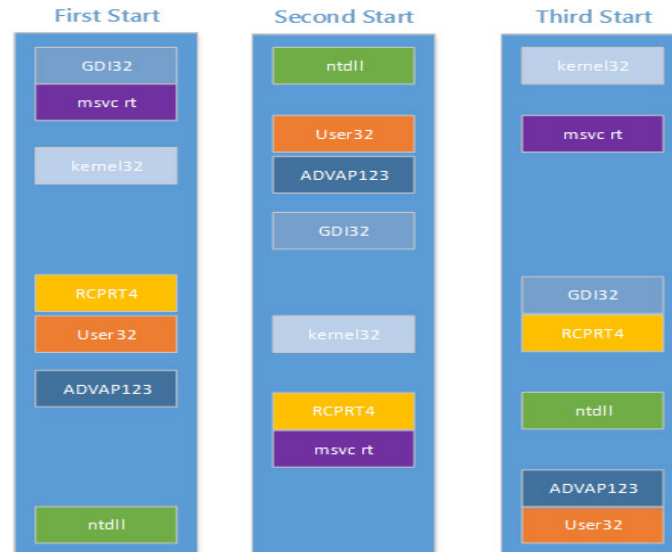 First Start
GDI32
msvc rt
kernel32
RCPRT4
User32
ADVAP123
ntdll
Second Start
ntdll
User32
ADVAP123
GDI32
kernel32
RCPRT4
msvc rt
Third Start
kernel32
msvc rt
GDI32
RCPRT4
ntdll
ADVAP123
User32